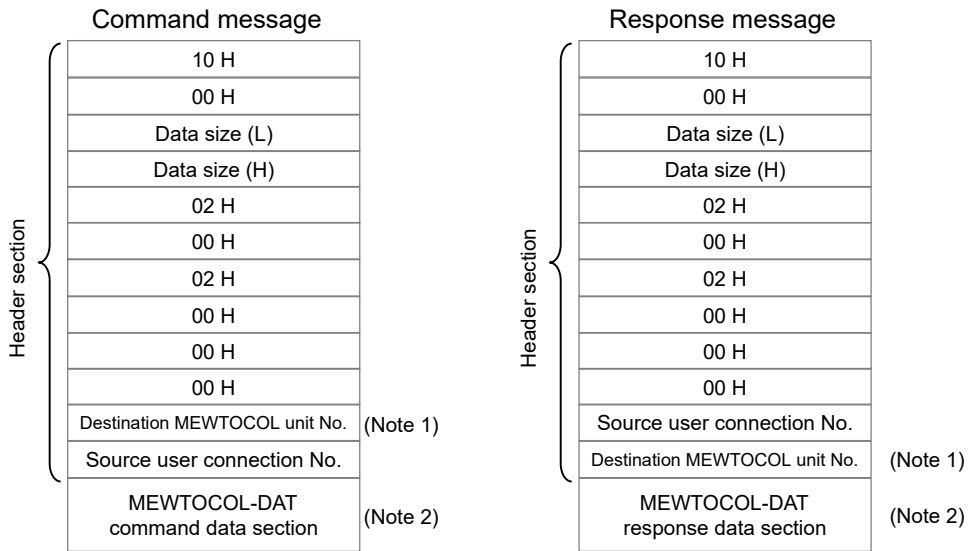 Command message
10 H
00 H
Data size (L)
Data size (H)
02 H
00 H
02 H
00 H
00 H
00 H
Destination MEWTOCOL unit No. (Note 1)
Source user connection No.
MEWTOCOL-DAT
command data section
(Note 2)
Header section
Response message
10 H
00 H
Data size (L)
Data size (H)
02 H
00 H
02 H
00 H
00 H
00 H
Source user connection No.
Destination MEWTOCOL unit No. (Note 1)
MEWTOCOL-DAT
response data section
(Note 2)
Header section